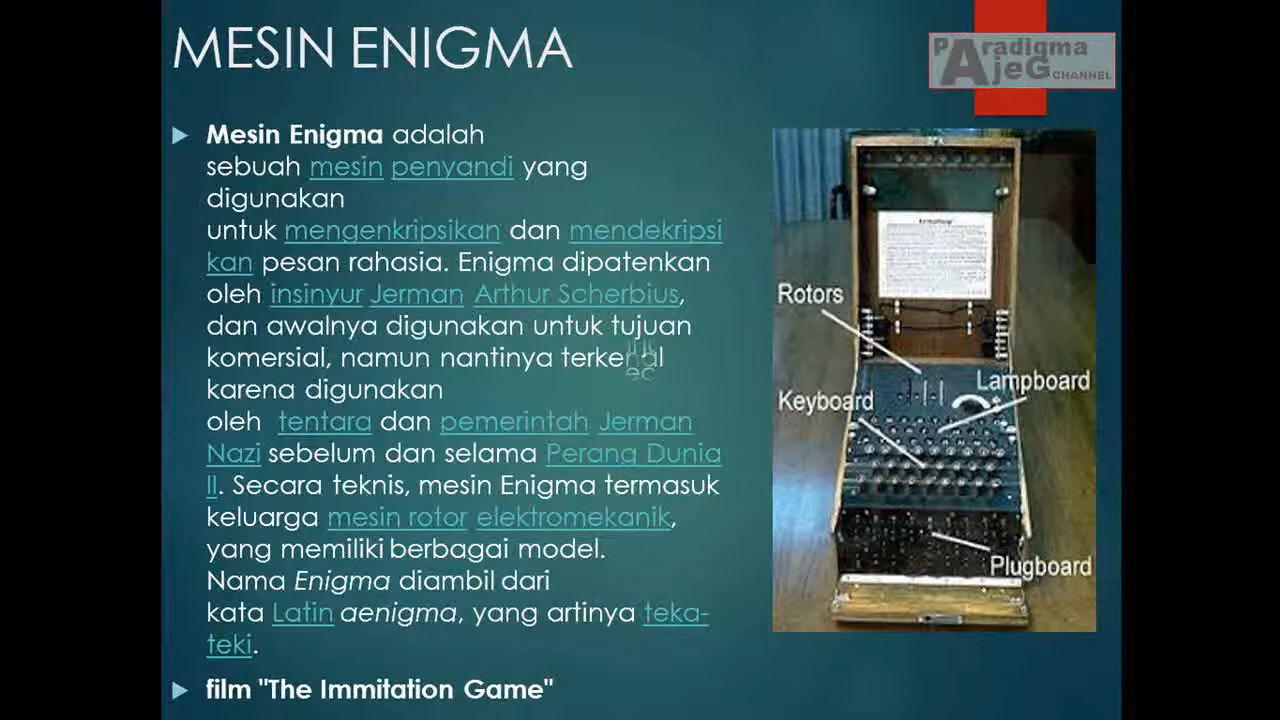 MESIN ENIGMA
Paradigma
AjeG CHANNEL
Mesin Enigma adalah
sebuah mesin penyandi yang
digunakan
untuk mengenkripsikan dan mendekripsi
kan pesan rahasia. Enigma dipatenkan
oleh insinyur Jerman Arthur Scherbius,
dan awalnya digunakan untuk tujuan
komersial, namun nantinya terkenal
karena digunakan
oleh tentara dan pemerintah Jerman
Nazi sebelum dan selama Perang Dunia
II. Secara teknis, mesin Enigma termasuk
keluarga mesin rotor elektromekanik,
yang memiliki berbagai model.
Nama Enigma diambil dari
kata Latin aenigma, yang artinya teka-
teki.
film "The Immitation Game"
Rotors
Lampboard
Keyboard
Plugboard